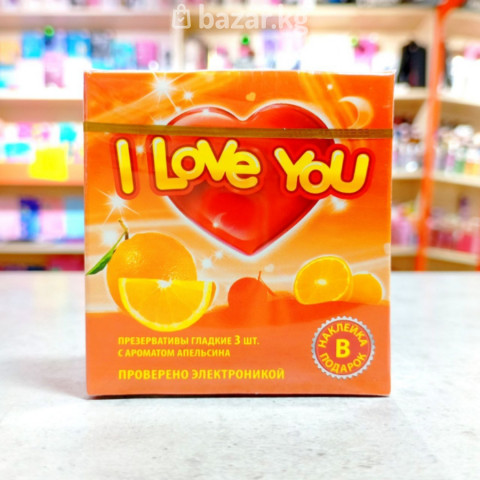 bazar.kg
I LOVE YOU
ПРЕЗЕРВАТИВЫ ГЛАДКИЕ 3 ШТ.
С АРОМАТОМ АПЕЛЬСИНА
ПРОВЕРЕНО ЭЛЕКТРОНИКОЙ
НАКЛЕЙКА
В
ПОДАРОК